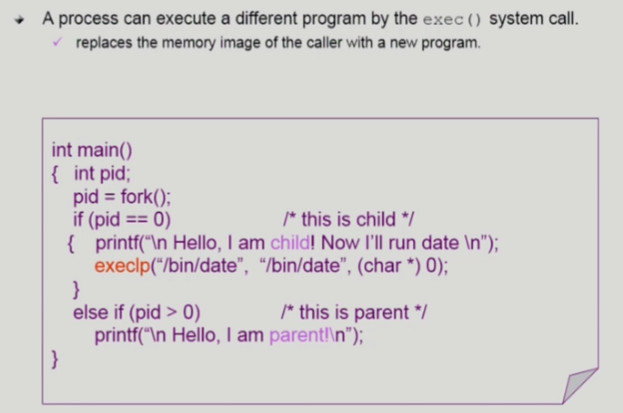 A process can execute a different program by the exec() system call.
✓ replaces the memory image of the caller with a new program.
int main()
{ int pid;
pid = fork();
if (pid == 0) /* this is child */
{ printf("\n Hello, I am child! Now I'll run date \n");
execlp("/bin/date", "/bin/date", (char *) 0);
}
else if (pid > 0) /* this is parent */
printf("\n Hello, I am parent!\n");
}